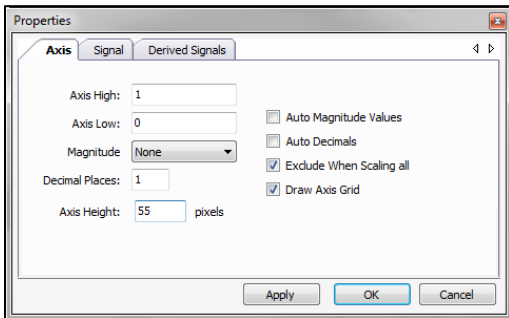 Properties
Axis Signal Derived Signals
Axis High: 1
Axis Low: 0
Magnitude None
Decimal Places: 1
Axis Height: 55 pixels
Auto Magnitude Values
Auto Decimals
Exclude When Scaling all
Draw Axis Grid
Apply OK Cancel